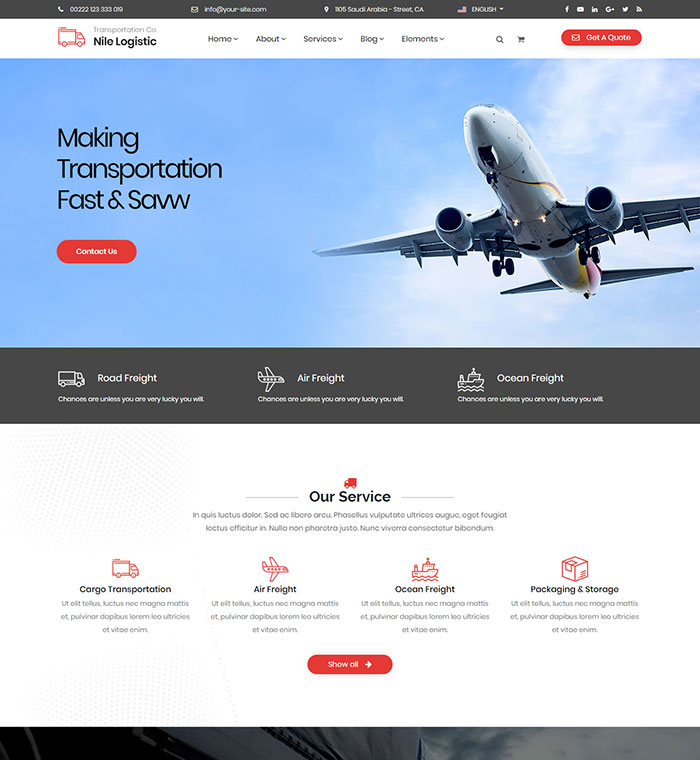 00222 123 333 019
info@your-site.com
1105 Saudi Arabia - Street, CA
ENGLISH
Transportation Co.
Nile Logistic
Home
About
Services
Blog
Elements
Get A Quote
Making
Transportation
Fast & Savw
Contact Us
Road Freight
Chances are unless you are very lucky you will.
Air Freight
Chances are unless you are very lucky you will.
Ocean Freight
Chances are unless you are very lucky you will.
Our Service
In quis luctus dolor. Sed ac libero arcu. Phasellus vulputate ultrices augue, eget feugiat
lectus efficitur in. Nulla non pharetra justo. Nunc viverra consectetur bibendum.
Cargo Transportation
Ut elit tellus, luctus nec magna mattis
et, pulvinar dapibus lorem leo ultricies
et vitae enim.
Air Freight
Ut elit tellus, luctus nec magna mattis
et, pulvinar dapibus lorem leo ultricies
et vitae enim.
Ocean Freight
Ut elit tellus, luctus nec magna mattis
et, pulvinar dapibus lorem leo ultricies
et vitae enim.
Packaging & Storage
Ut elit tellus, luctus nec magna mattis
et, pulvinar dapibus lorem leo ultricies
et vitae enim.
Show all